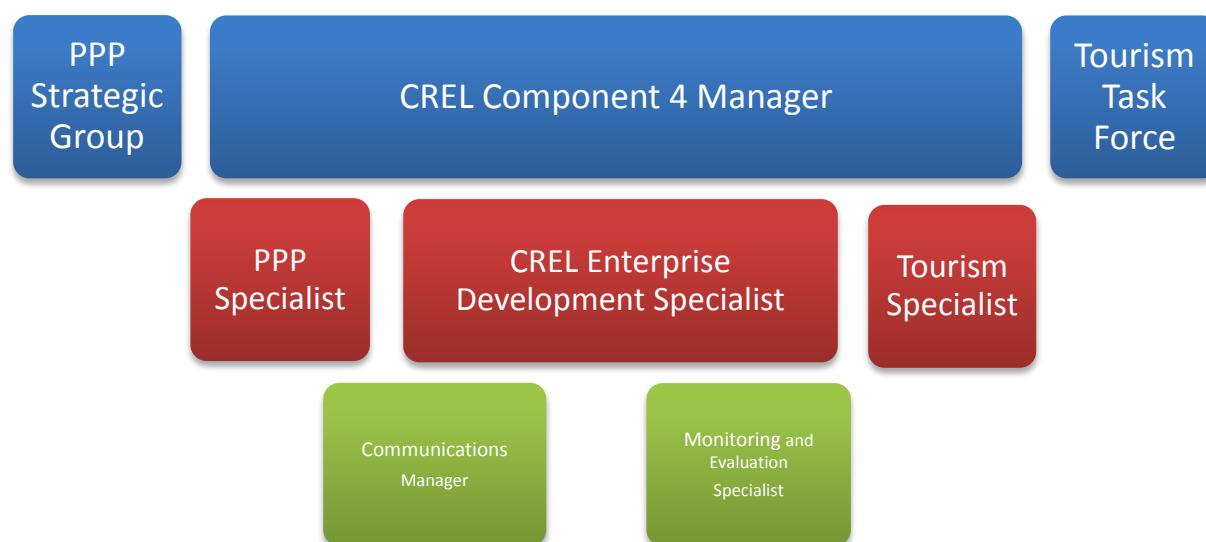 PPP
Strategic
Group
CREL Component 4 Manager
Tourism
Task
Force
PPP
Specialist
CREL Enterprise
Development Specialist
Tourism
Specialist
Communications
Manager
Monitoring and
Evaluation
Specialist